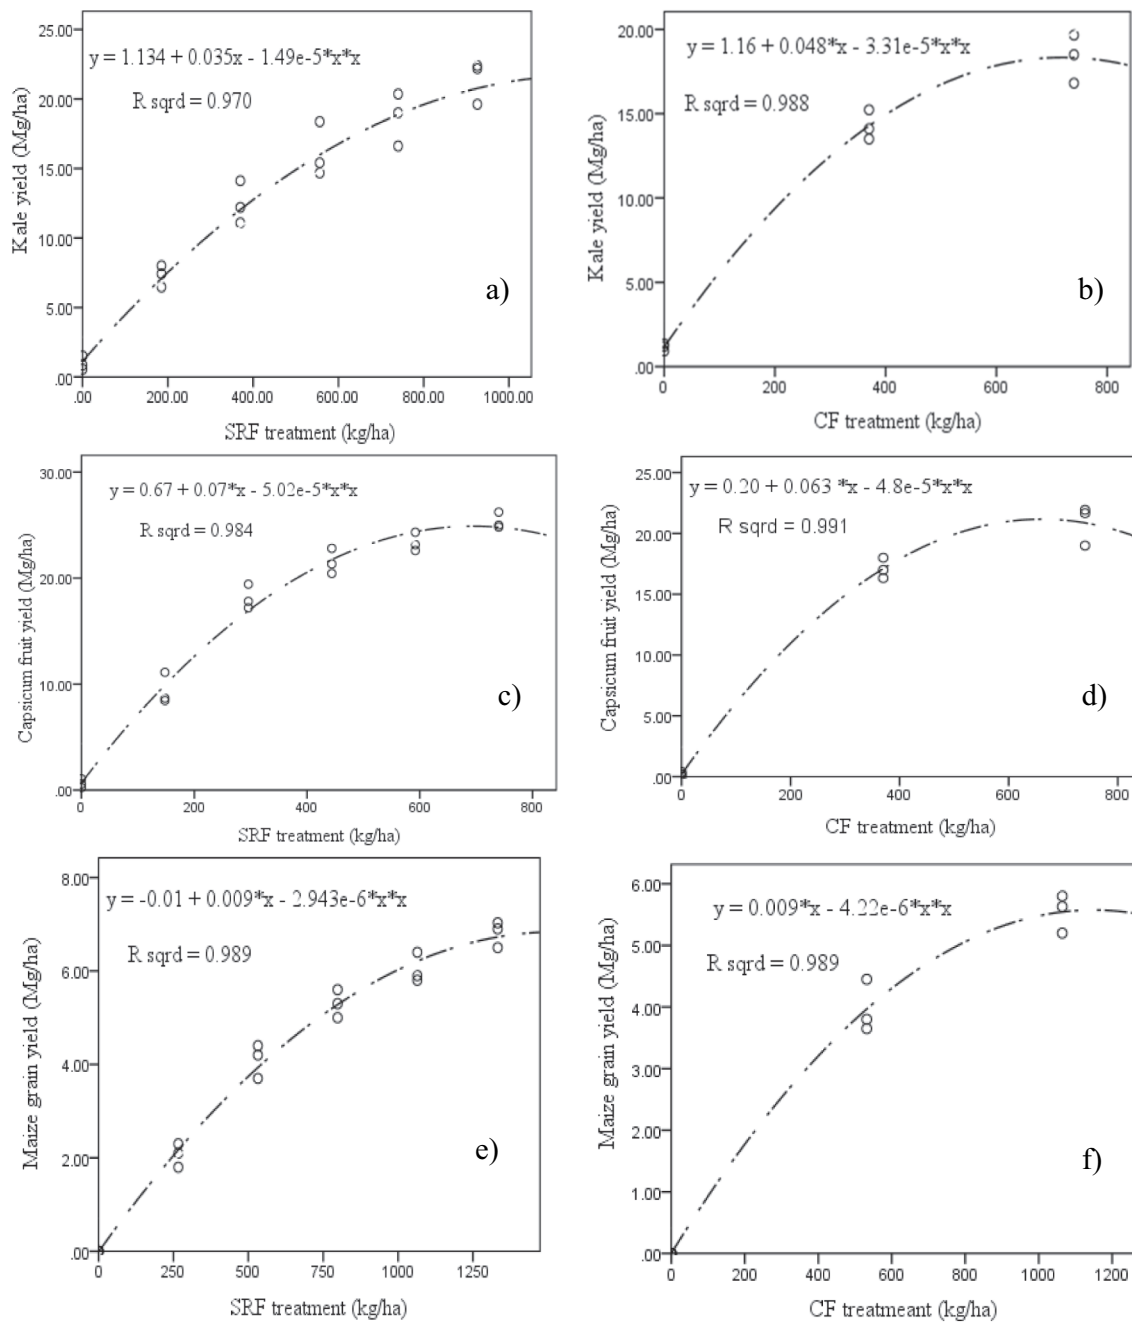 25.00
y = 1.134 + 0.035x - 1.49e-5*x*x
R sqrd = 0.970
20.00
15.00
10.00
5.00
.00
Kale yield (Mg/ha)
a)
.00 200.00 400.00 600.00 800.00 1000.00
SRF treatment (kg/ha)
20.00
y = 1.16 + 0.048*x - 3.31e-5*x*x
R sqrd = 0.988
15.00
10.00
5.00
.00
Kale yield (Mg/ha)
b)
0 200 400 600 800
CF treatment (kg/ha)
30.00
y = 0.67 + 0.07*x - 5.02e-5*x*x
R sqrd = 0.984
20.00
10.00
.00
Capsicum fruit yield (Mg/ha)
c)
0 200 400 600 800
SRF treatment (kg/ha)
25.00
y = 0.20 + 0.063 *x - 4.8e-5*x*x
R sqrd = 0.991
20.00
15.00
10.00
5.00
.00
Capsicum fruit yield (Mg/ha)
d)
0 200 400 600 800
CF treatment (kg/ha)
8.00
y = -0.01 + 0.009*x - 2.943e-6*x*x
R sqrd = 0.989
6.00
4.00
2.00
.00
Maize grain yield (Mg/ha)
e)
0 250 500 750 1000 1250
SRF treatment (kg/ha)
6.00
y = 0.009*x - 4.22e-6*x*x
R sqrd = 0.989
5.00
4.00
3.00
2.00
1.00
.00
Maize grain yield (Mg/ha)
f)
0 200 400 600 800 1000 1200
CF treatmeant (kg/ha)